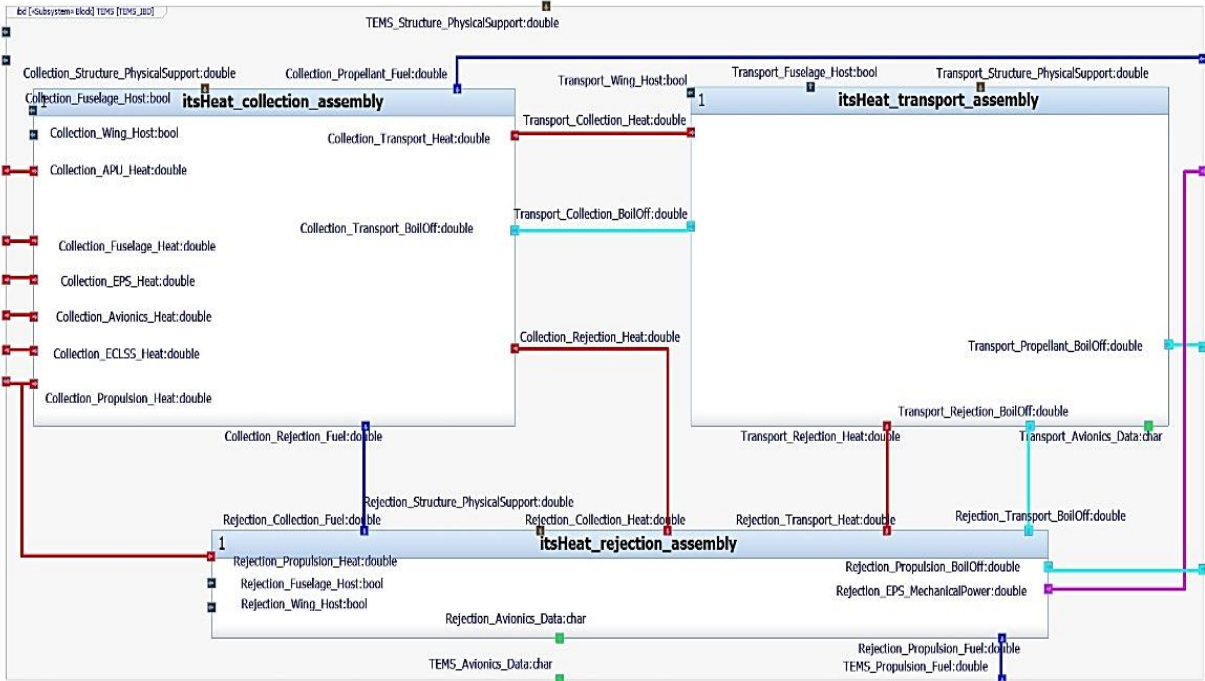 ibd [«Subsystem» Block] TEMS [TEMS_IBD]
TEMS_Structure_PhysicalSupport:double
Collection_Structure_PhysicalSupport:double
Collection_Propellant_Fuel:double
Transport_Wing_Host:bool
Transport_Fuselage_Host:bool
Transport_Structure_PhysicalSupport:double
Collection_Fuselage_Host:bool
1
itsHeat_collection_assembly
1
itsHeat_transport_assembly
Collection_Wing_Host:bool
Collection_Transport_Heat:double
Transport_Collection_Heat:double
Collection_APU_Heat:double
Collection_Transport_BoilOff:double
Transport_Collection_BoilOff:double
Collection_Fuselage_Heat:double
Collection_EPS_Heat:double
Collection_Avionics_Heat:double
Collection_Rejection_Heat:double
Collection_ECLSS_Heat:double
Transport_Propellant_BoilOff:double
Collection_Propulsion_Heat:double
Transport_Rejection_BoilOff:double
Collection_Rejection_Fuel:double
Transport_Rejection_Heat:double
Transport_Avionics_Data:char
Rejection_Structure_PhysicalSupport:double
Rejection_Collection_Fuel:double
Rejection_Collection_Heat:double
Rejection_Transport_Heat:double
Rejection_Transport_BoilOff:double
1
itsHeat_rejection_assembly
Rejection_Propulsion_Heat:double
Rejection_Propulsion_BoilOff:double
Rejection_Fuselage_Host:bool
Rejection_EPS_MechanicalPower:double
Rejection_Wing_Host:bool
Rejection_Avionics_Data:char
Rejection_Propulsion_Fuel:double
TEMS_Avionics_Data:char
TEMS_Propulsion_Fuel:double